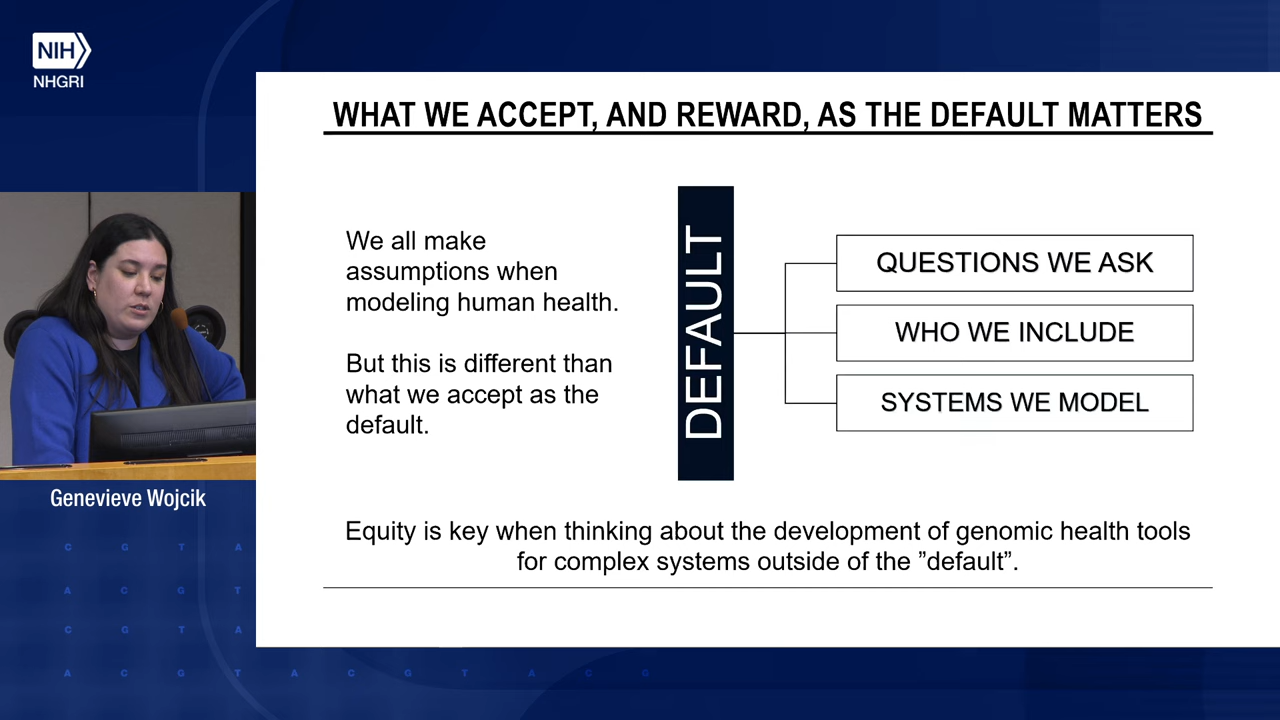 NIH
NHGRI
WHAT WE ACCEPT, AND REWARD, AS THE DEFAULT MATTERS
We all make
assumptions when
modeling human health.
But this is different than
what we accept as the
default.
DEFAULT
QUESTIONS WE ASK
WHO WE INCLUDE
SYSTEMS WE MODEL
Equity is key when thinking about the development of genomic health tools
for complex systems outside of the ”default”.
Genevieve Wojcik
C G T A
A C G T
C G T A
A C G T A C G T A C G